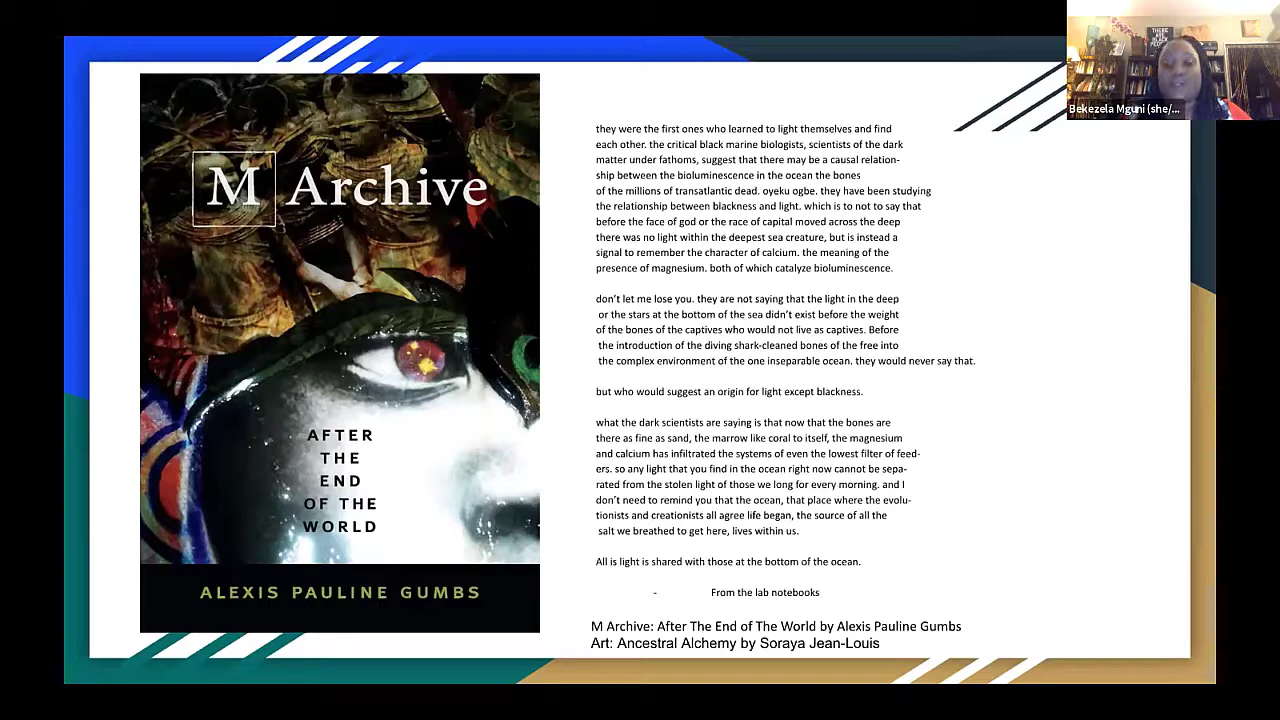 M Archive
AFTER
THE
END
OF THE
WORLD
ALEXIS PAULINE GUMBS
they were the first ones who learned to light themselves and find
each other. the critical black marine biologists, scientists of the dark
matter under fathoms, suggest that there may be a causal relation-
ship between the bioluminescence in the ocean the bones
of the millions of transatlantic dead. oyeku ogbe. they have been studying
the relationship between blackness and light. which is to not to say that
before the face of god or the race of capital moved across the deep
there was no light within the deepest sea creature, but is instead a
signal to remember the character of calcium. the meaning of the
presence of magnesium. both of which catalyze bioluminescence.
don’t let me lose you. they are not saying that the light in the deep
or the stars at the bottom of the sea didn’t exist before the weight
of the bones of the captives who would not live as captives. Before
the introduction of the diving shark-cleaned bones of the free into
the complex environment of the one inseparable ocean. they would never say that.
but who would suggest an origin for light except blackness.
what the dark scientists are saying is that now that the bones are
there as fine as sand, the marrow like coral to itself, the magnesium
and calcium has infiltrated the systems of even the lowest filter of feed-
ers. so any light that you find in the ocean right now cannot be sepa-
rated from the stolen light of those we long for every morning. and I
don’t need to remind you that the ocean, that place where the evolu-
tionists and creationists all agree life began, the source of all the
salt we breathed to get here, lives within us.
All is light is shared with those at the bottom of the ocean.
- From the lab notebooks
M Archive: After The End of The World by Alexis Pauline Gumbs
Art: Ancestral Alchemy by Soraya Jean-Louis
THERE
ARE
BLACK
PEOPLE
Bekezela Mguni (she/...